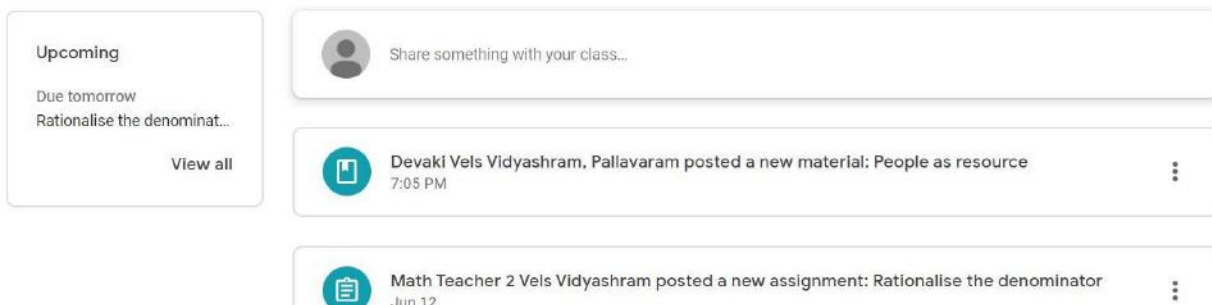 Upcoming
Due tomorrow
Rationalise the denominat...
View all
Share something with your class...
Devaki Vels Vidyashram, Pallavaram posted a new material: People as resource
7:05 PM
Math Teacher 2 Vels Vidyashram posted a new assignment: Rationalise the denominator
Jun 12